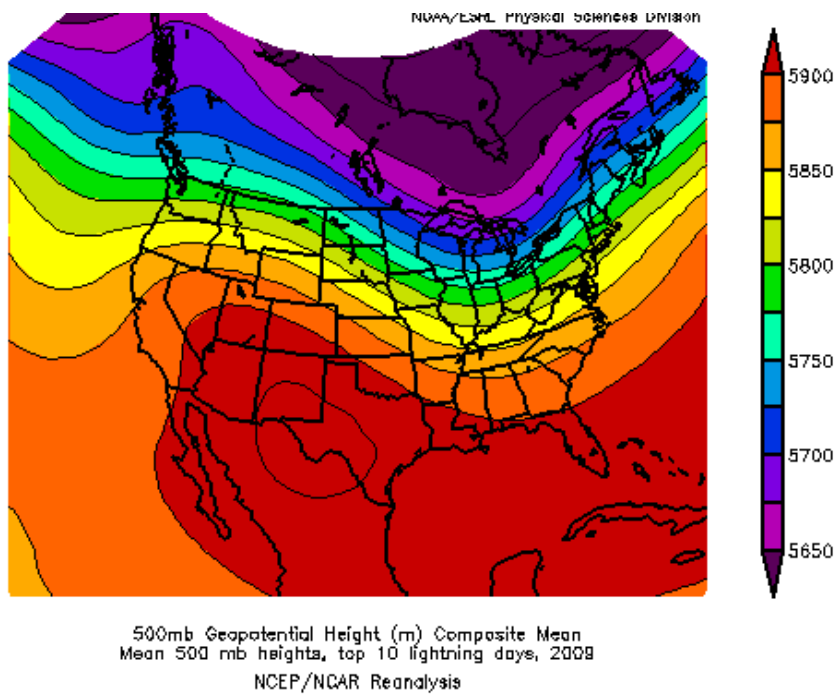 NOAA/ESRL Physical Sciences Division
5900
5850
5800
5750
5700
5650
500mb Geopotential Height (m) Composite Mean
Mean 500 mb heights, top 10 lightning days, 2009
NCEP/NCAR Reanalysis